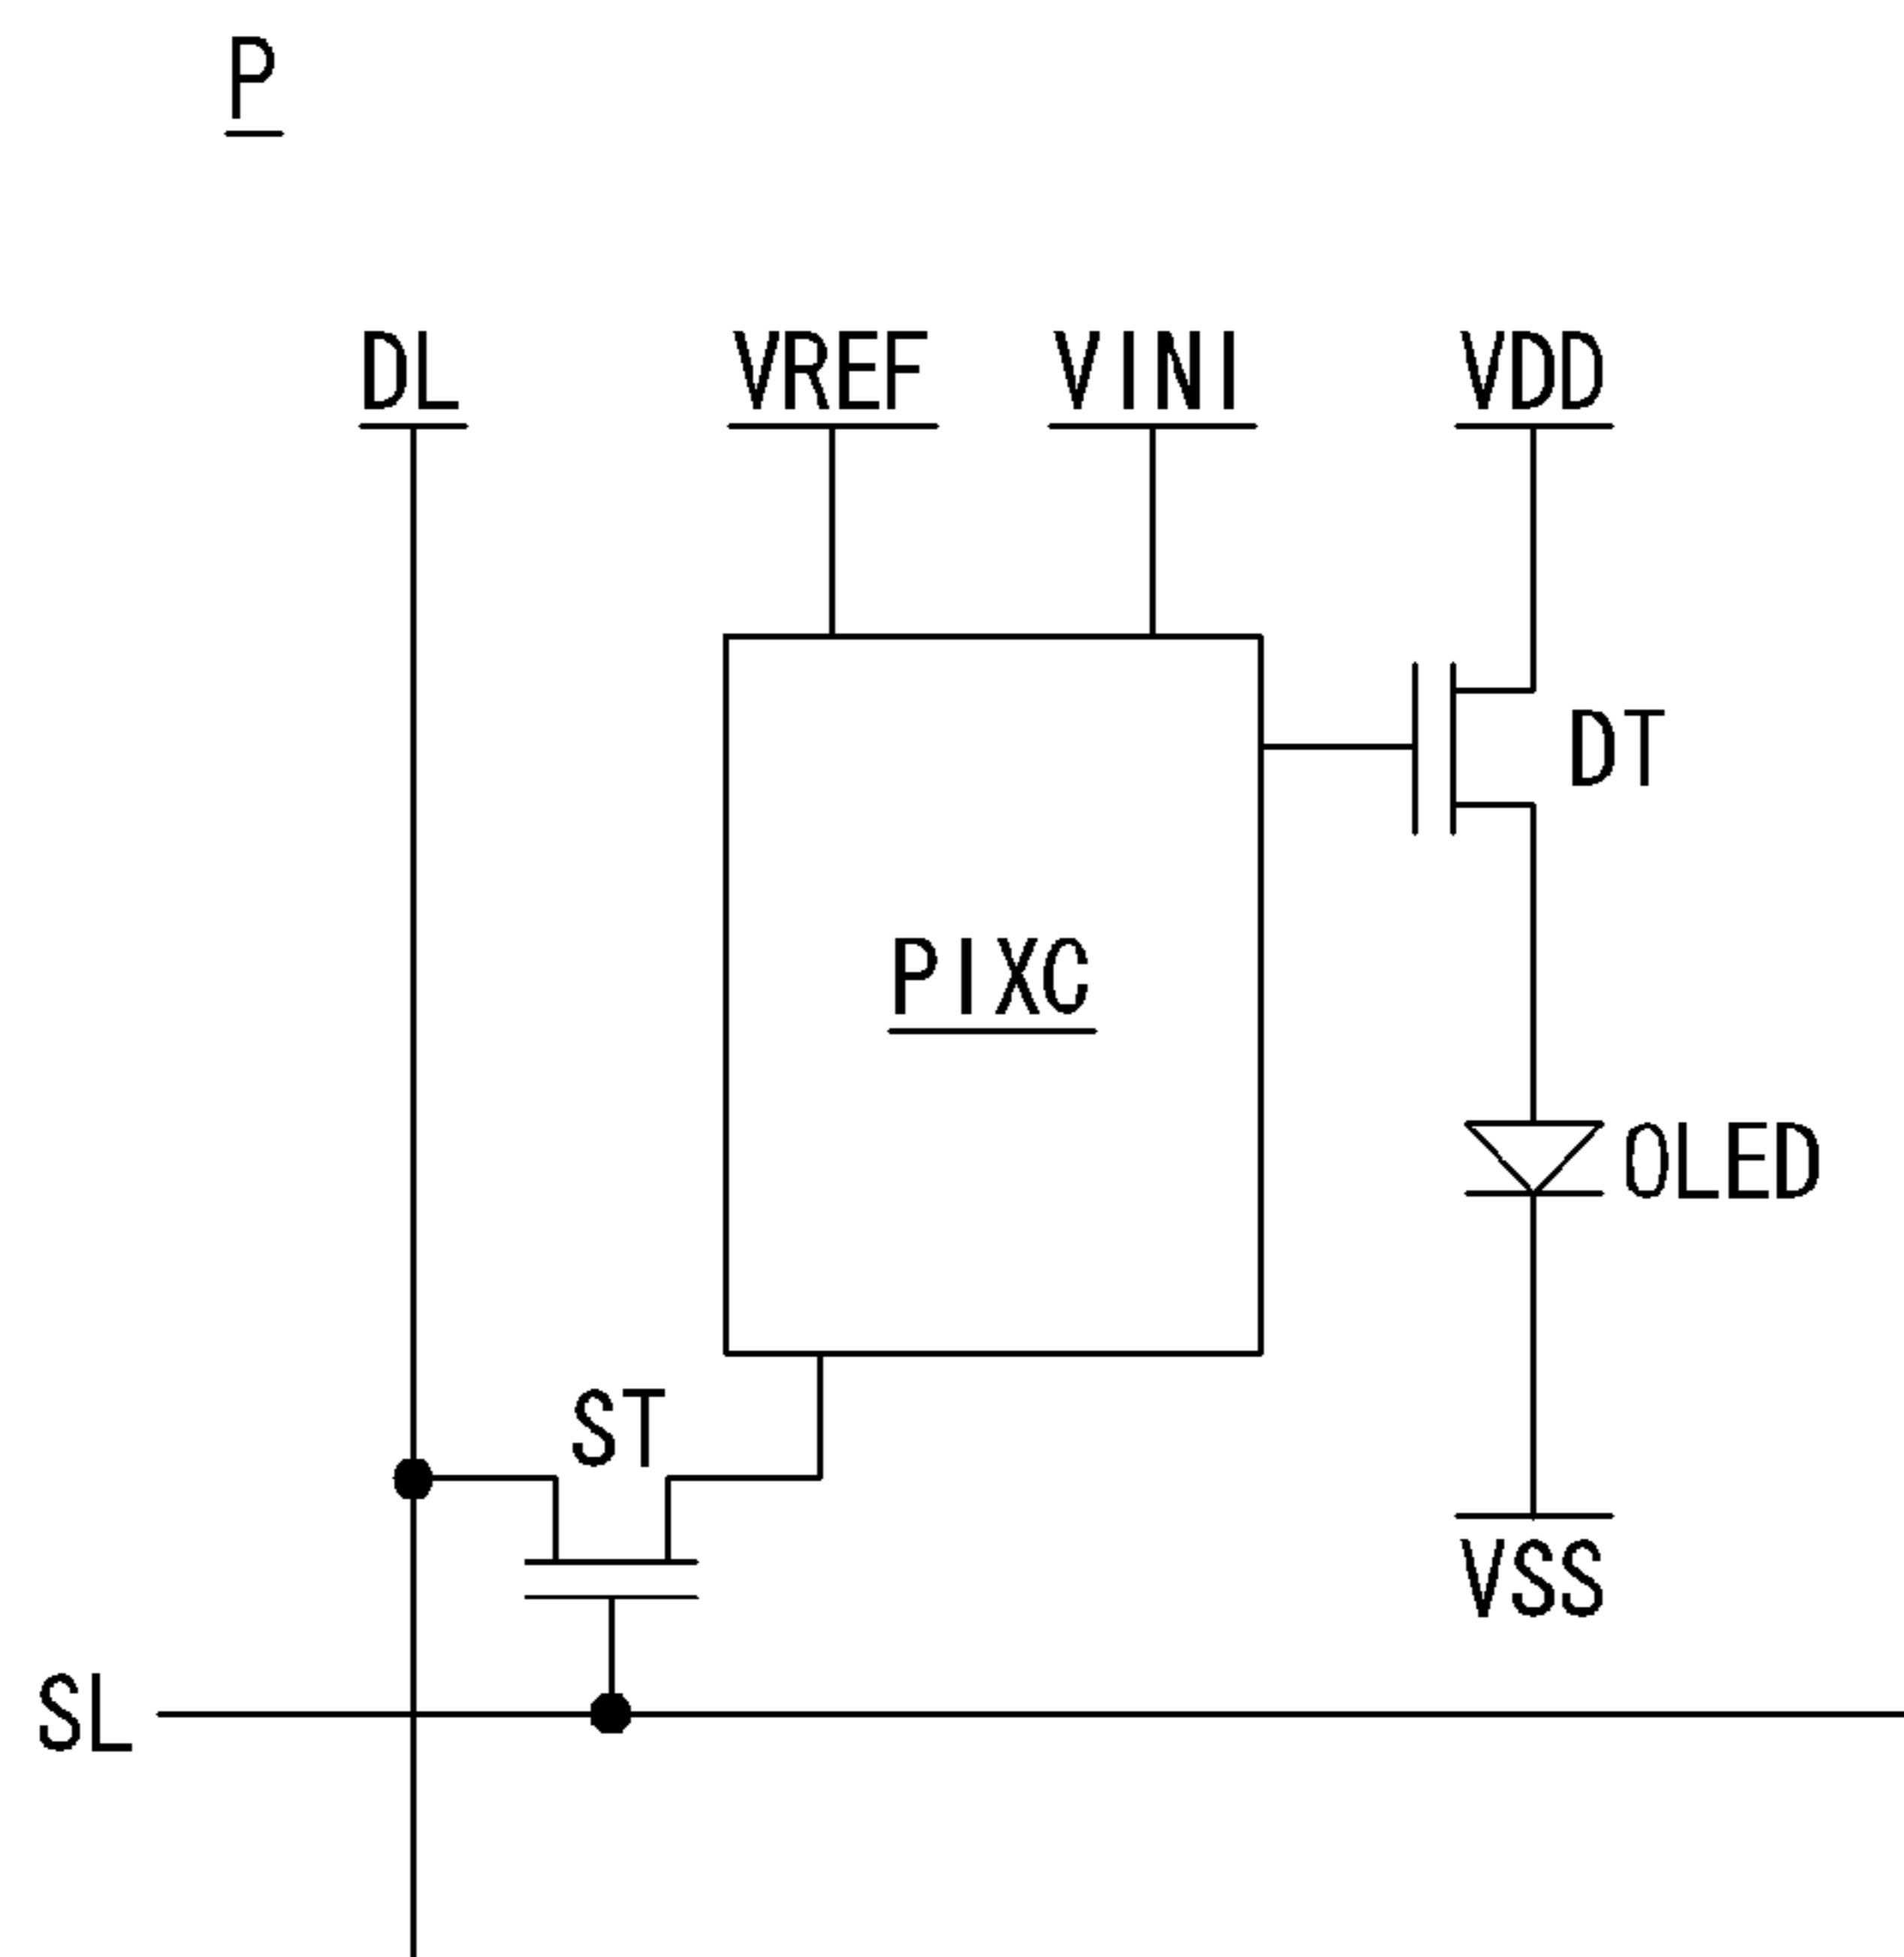 P
DL VREF VINI VDD
DT
PIXC
OLED
ST
VSS
SL